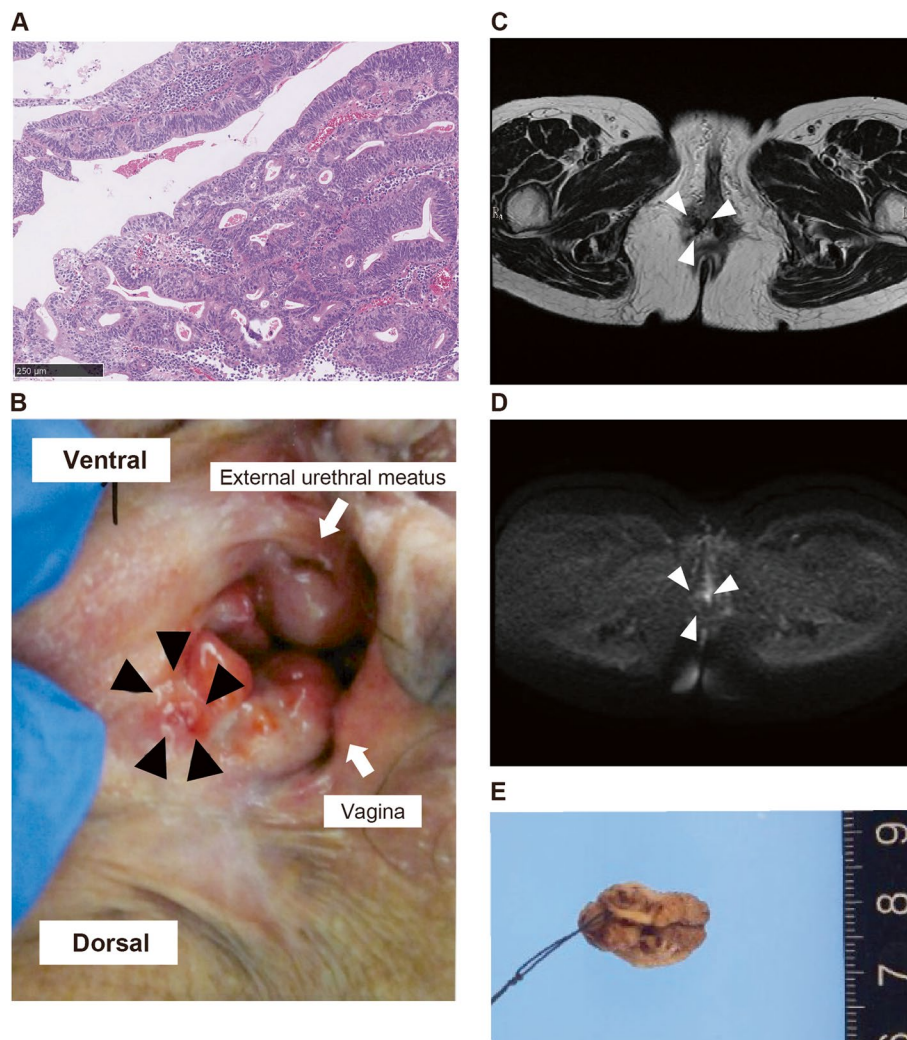 A
250 µm
B
Ventral
External urethral meatus
Vagina
Dorsal
C
D
E
9
8
7